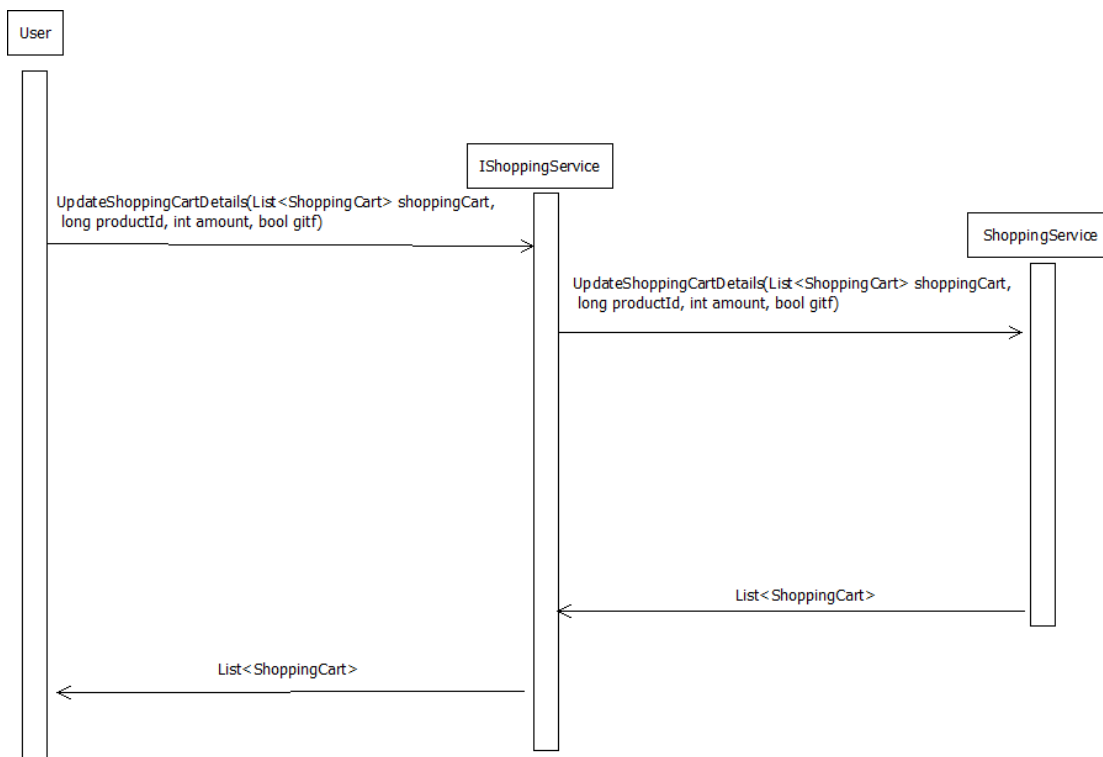 User
IShoppingService
UpdateShoppingCartDetails(List<ShoppingCart> shoppingCart,
long productId, int amount, bool gitf)
ShoppingService
UpdateShoppingCartDetails(List<ShoppingCart> shoppingCart,
long productId, int amount, bool gitf)
List<ShoppingCart>
List<ShoppingCart>